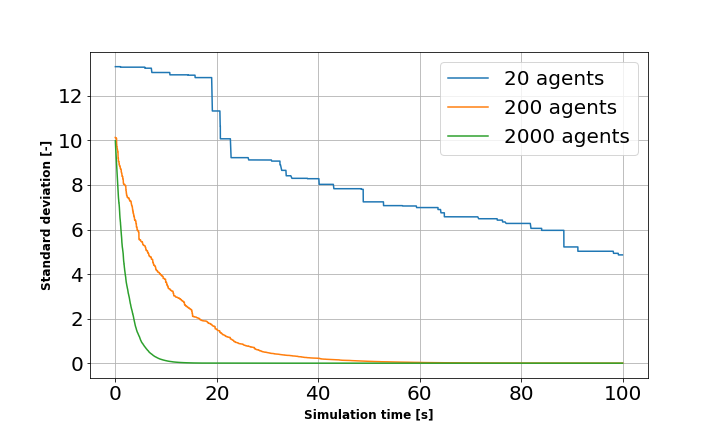 20 agents
200 agents
2000 agents
Standard deviation [-]
12
10
8
6
4
2
0
0 20 40 60 80 100
Simulation time [s]